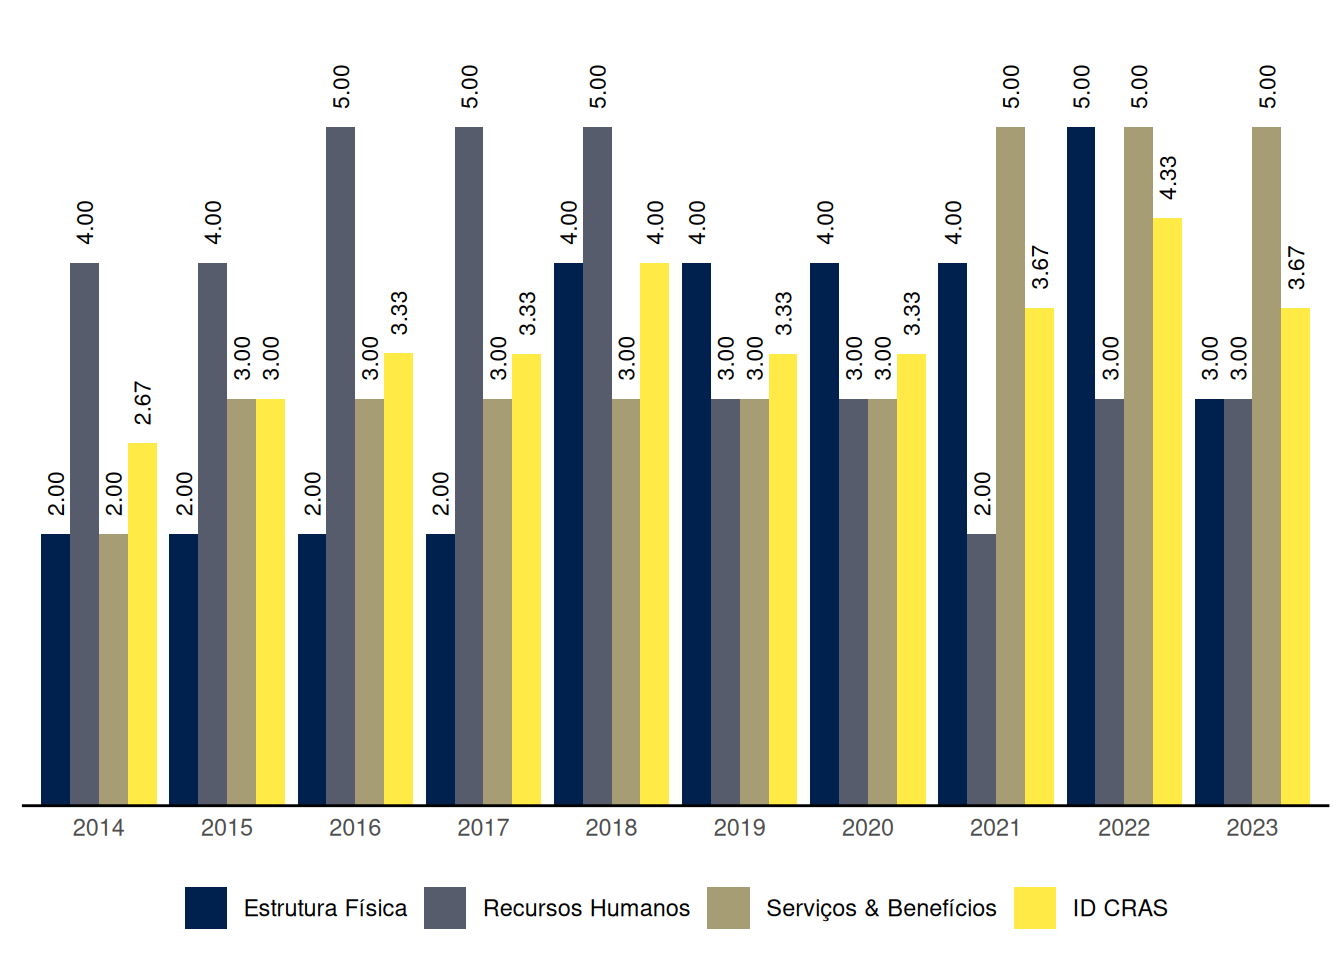 5.00 5.00 5.00 5.00 5.00 5.00 5.00
4.00 4.00 4.00 4.00 4.00 4.00 4.00 4.33
2.67 3.00 3.00 3.00 3.33 3.00 3.33 3.00 3.00 3.00 3.33 3.00 3.00 3.33 3.67 3.00 3.00 3.00 3.67
2.00 2.00 2.00 2.00 2.00 2.00
2014 2015 2016 2017 2018 2019 2020 2021 2022 2023
Estrutura Física Recursos Humanos Serviços & Benefícios ID CRAS